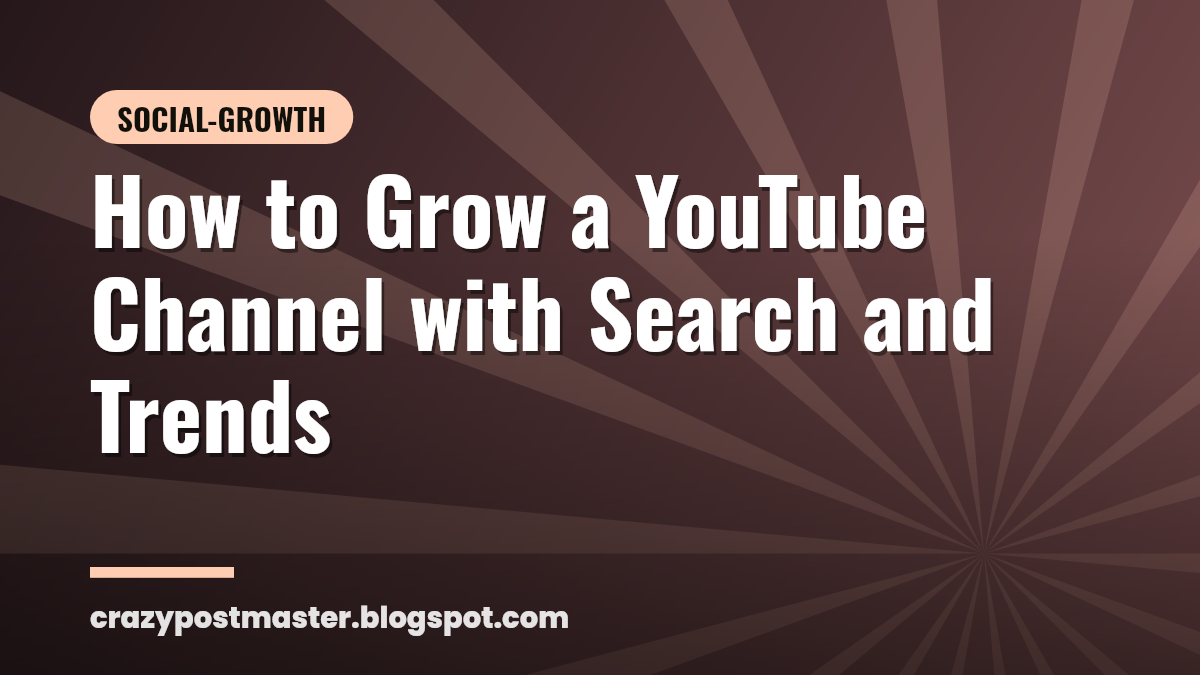 SOCIAL-GROWTH
How to Grow a YouTube
Channel with Search and
Trends
crazypostmaster.blogspot.com